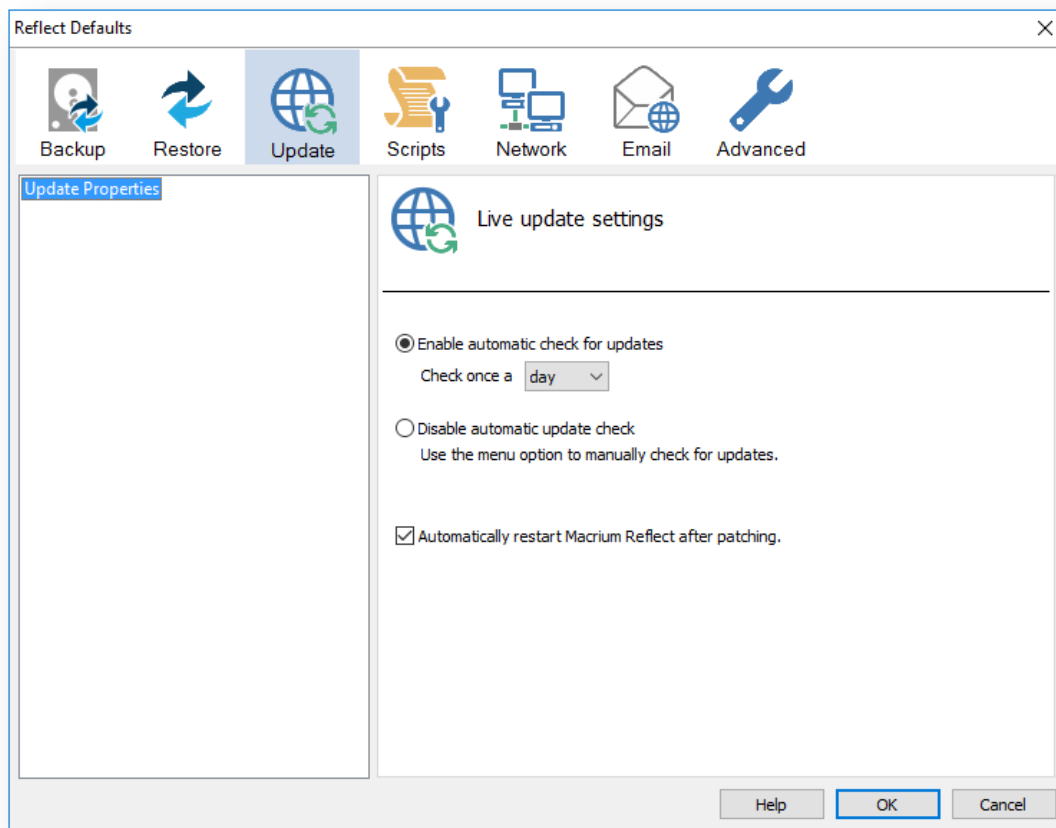 Reflect Defaults
Backup Restore Update Scripts Network Email Advanced
Update Properties
Live update settings
Enable automatic check for updates
Check once a day
Disable automatic update check
Use the menu option to manually check for updates.
Automatically restart Macrium Reflect after patching.
Help OK Cancel